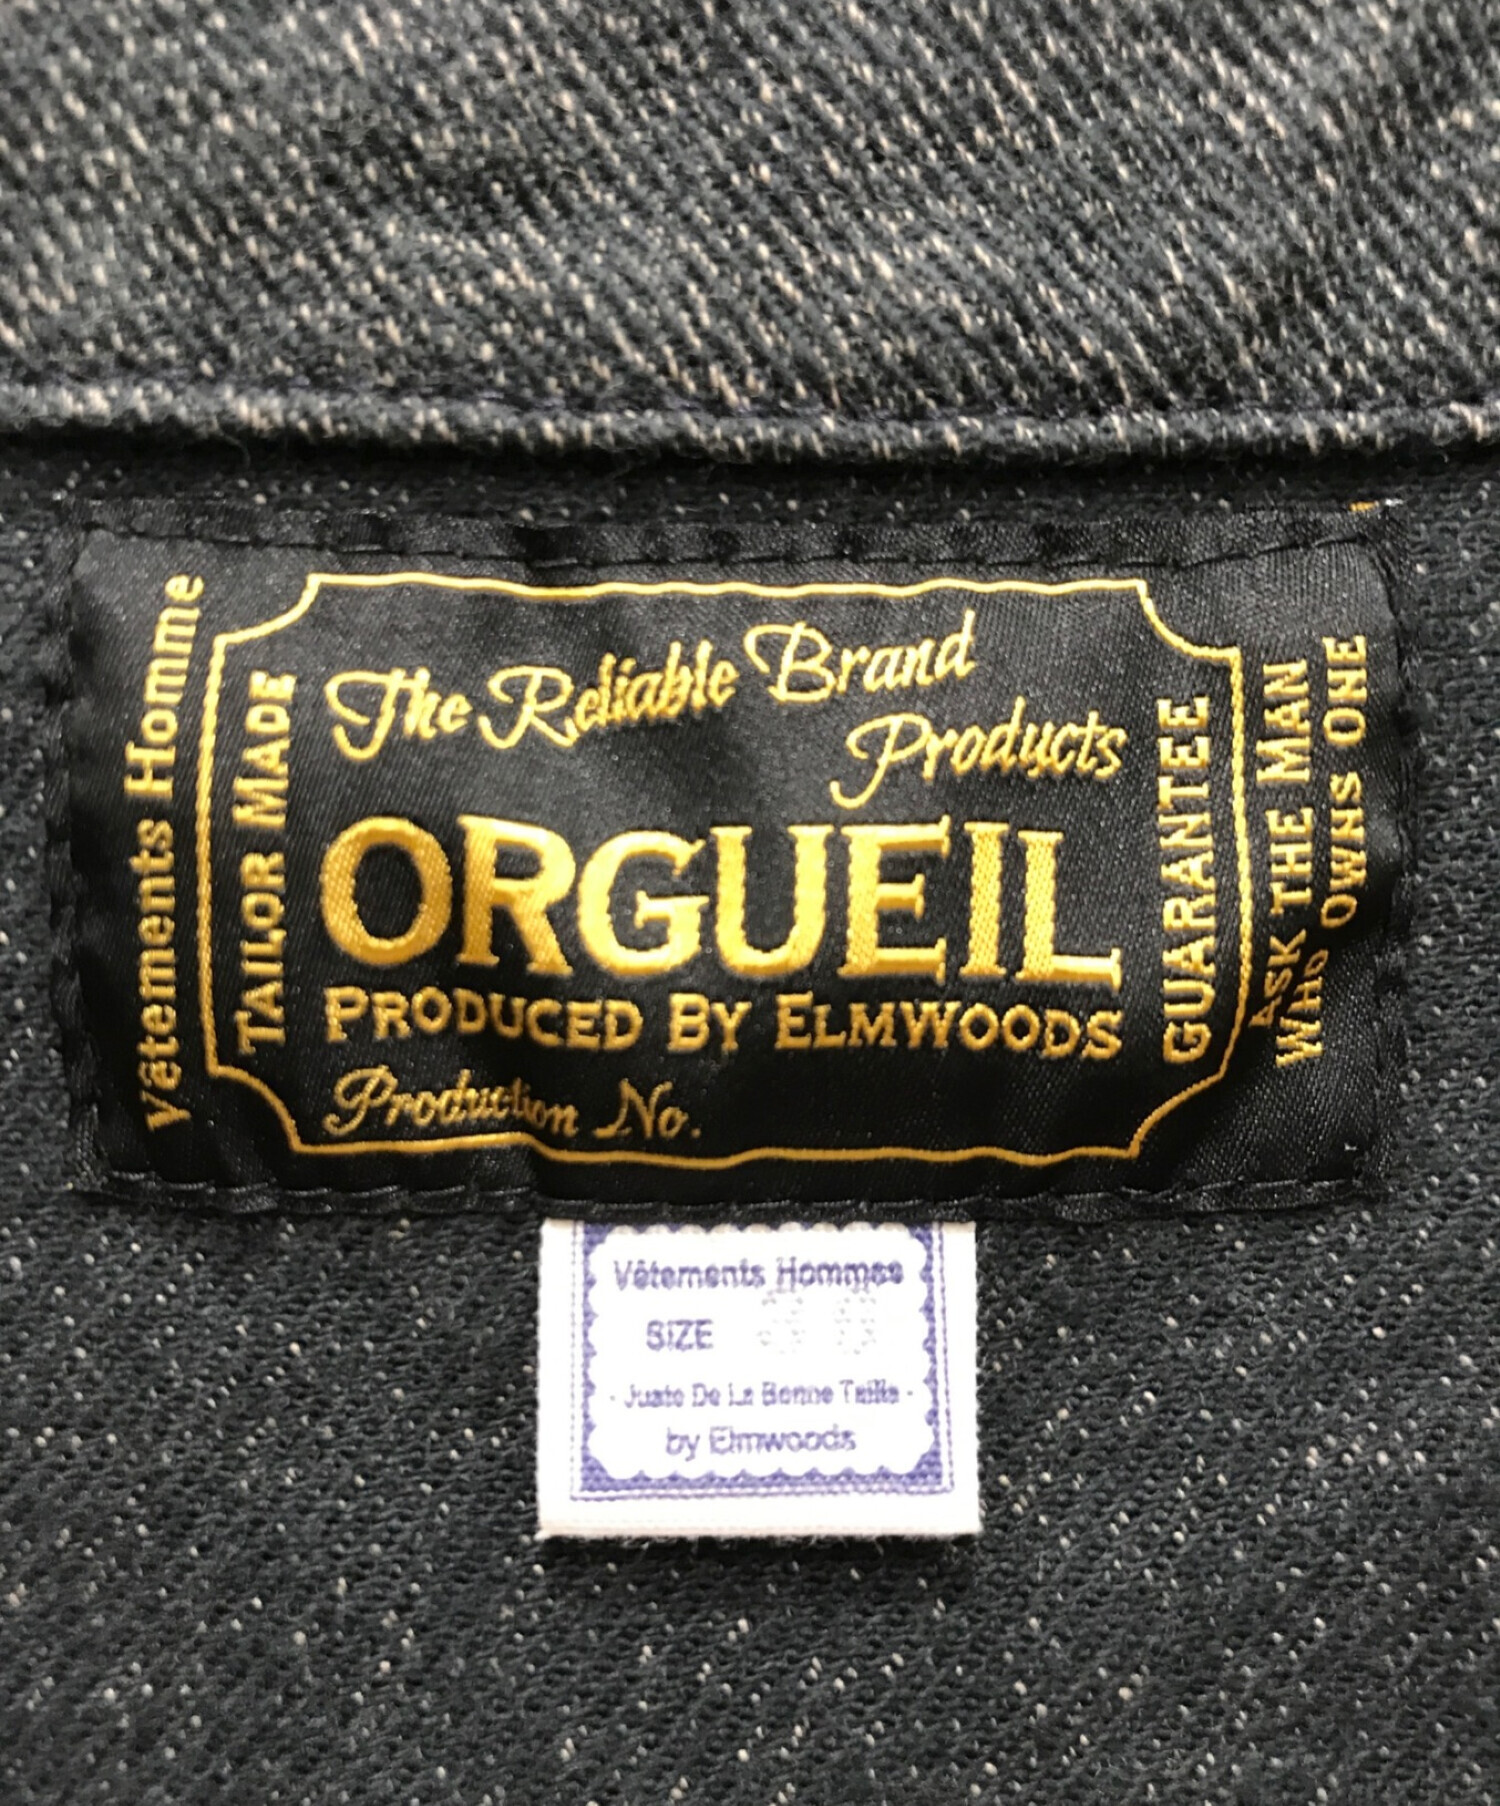 Vêtements Homme
TAILOR MADE
The Reliable Brand
Products
ORGUEIL
PRODUCED BY ELMWOODS
Production No.
GUARANTEE
ASK THE MAN
WHO OWNS ONE
Vêtements Hommes
SIZE
- Juste De La Bonne Taille -
by Elmwoods